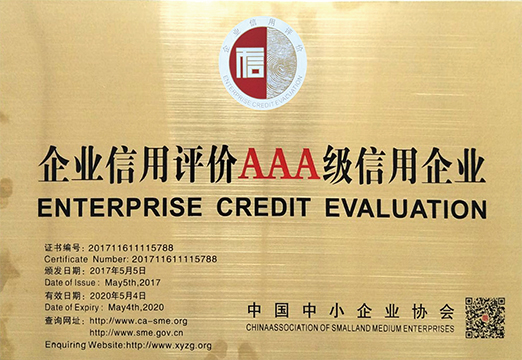 企业信用评价
信
ENTERPRISE CREDIT EVALUATION
企业信用评价AAA级信用企业
ENTERPRISE CREDIT EVALUATION
证书编号: 201711611115788
Certificate Number: 201711611115788
颁发日期: 2017年5月5日
Date of Issue : May5th,2017
有效日期: 2020年5月4日
Date of Expiry : May4th,2020
查询网址: http://www.ca-sme.org
http://www.sme.gov.cn
Enquiring Website:http://www.xyzg.org
中国中小企业协会
CHINAASSOCIATION OF SMALLAND MEDIUM ENTERPRISES